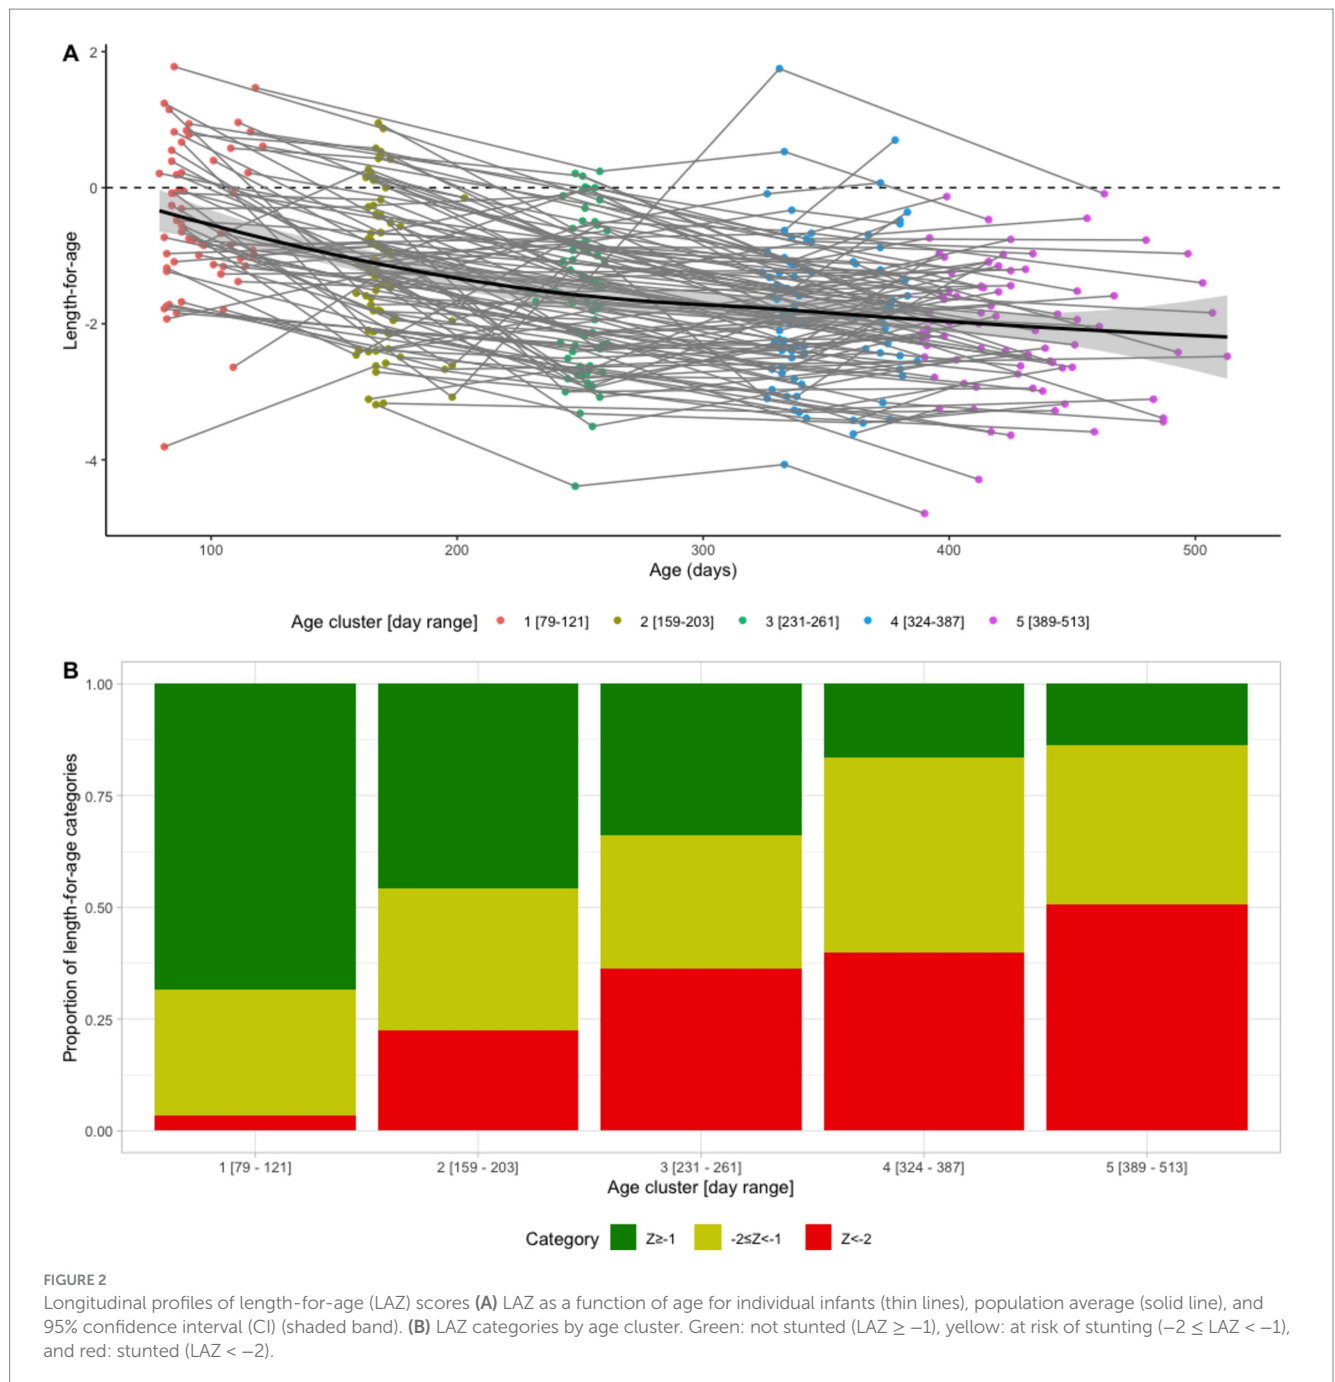 A
2
0
-2
-4
Length-for-age
100 200 300 400 500
Age (days)
Age cluster [day range] 1 [79-121] 2 [159-203] 3 [231-261] 4 [324-387] 5 [389-513]
B
1.00
0.75
0.50
0.25
0.00
Proportion of length-for-age categories
1 [79 - 121] 2 [159 - 203] 3 [231 - 261] 4 [324 - 387] 5 [389 - 513]
Age cluster [day range]
Category Z≥-1 -2≤Z<-1 Z<-2
FIGURE 2
Longitudinal profiles of length-for-age (LAZ) scores (A) LAZ as a function of age for individual infants (thin lines), population average (solid line), and
95% confidence interval (CI) (shaded band). (B) LAZ categories by age cluster. Green: not stunted (LAZ ≥ −1), yellow: at risk of stunting (−2 ≤ LAZ < −1),
and red: stunted (LAZ < −2).